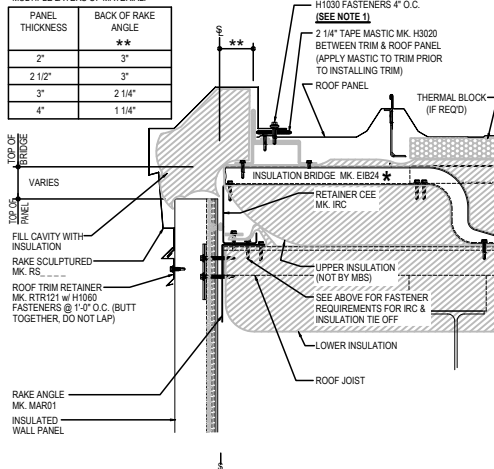 PANEL THICKNESS
BACK OF RAKE ANGLE
**
2" 3"
2 1/2" 3"
3" 2 1/4"
4" 1 1/4"
**
H1030 FASTENERS 4" O.C.
(SEE NOTE 1)
2 1/4" TAPE MASTIC MK. H3020
BETWEEN TRIM & ROOF PANEL
(APPLY MASTIC TO TRIM PRIOR
TO INSTALLING TRIM)
ROOF PANEL
THERMAL BLOCK
(IF REQ'D)
TOP OF
BRIDGE
VARIES
TOP OF
PANEL
INSULATION BRIDGE MK. EIB24 *
RETAINER CEE
MK. IRC
FILL CAVITY WITH
INSULATION
RAKE SCULPTURED
MK. RS_ _ _ _
ROOF TRIM RETAINER
MK. RTR121 w/ H1060
FASTENERS @ 1'-0" O.C. (BUTT
TOGETHER, DO NOT LAP)
UPPER INSULATION
(NOT BY MBS)
SEE ABOVE FOR FASTENER
REQUIREMENTS FOR IRC &
INSULATION TIE OFF
LOWER INSULATION
ROOF JOIST
RAKE ANGLE
MK. MAR01
INSULATED
WALL PANEL